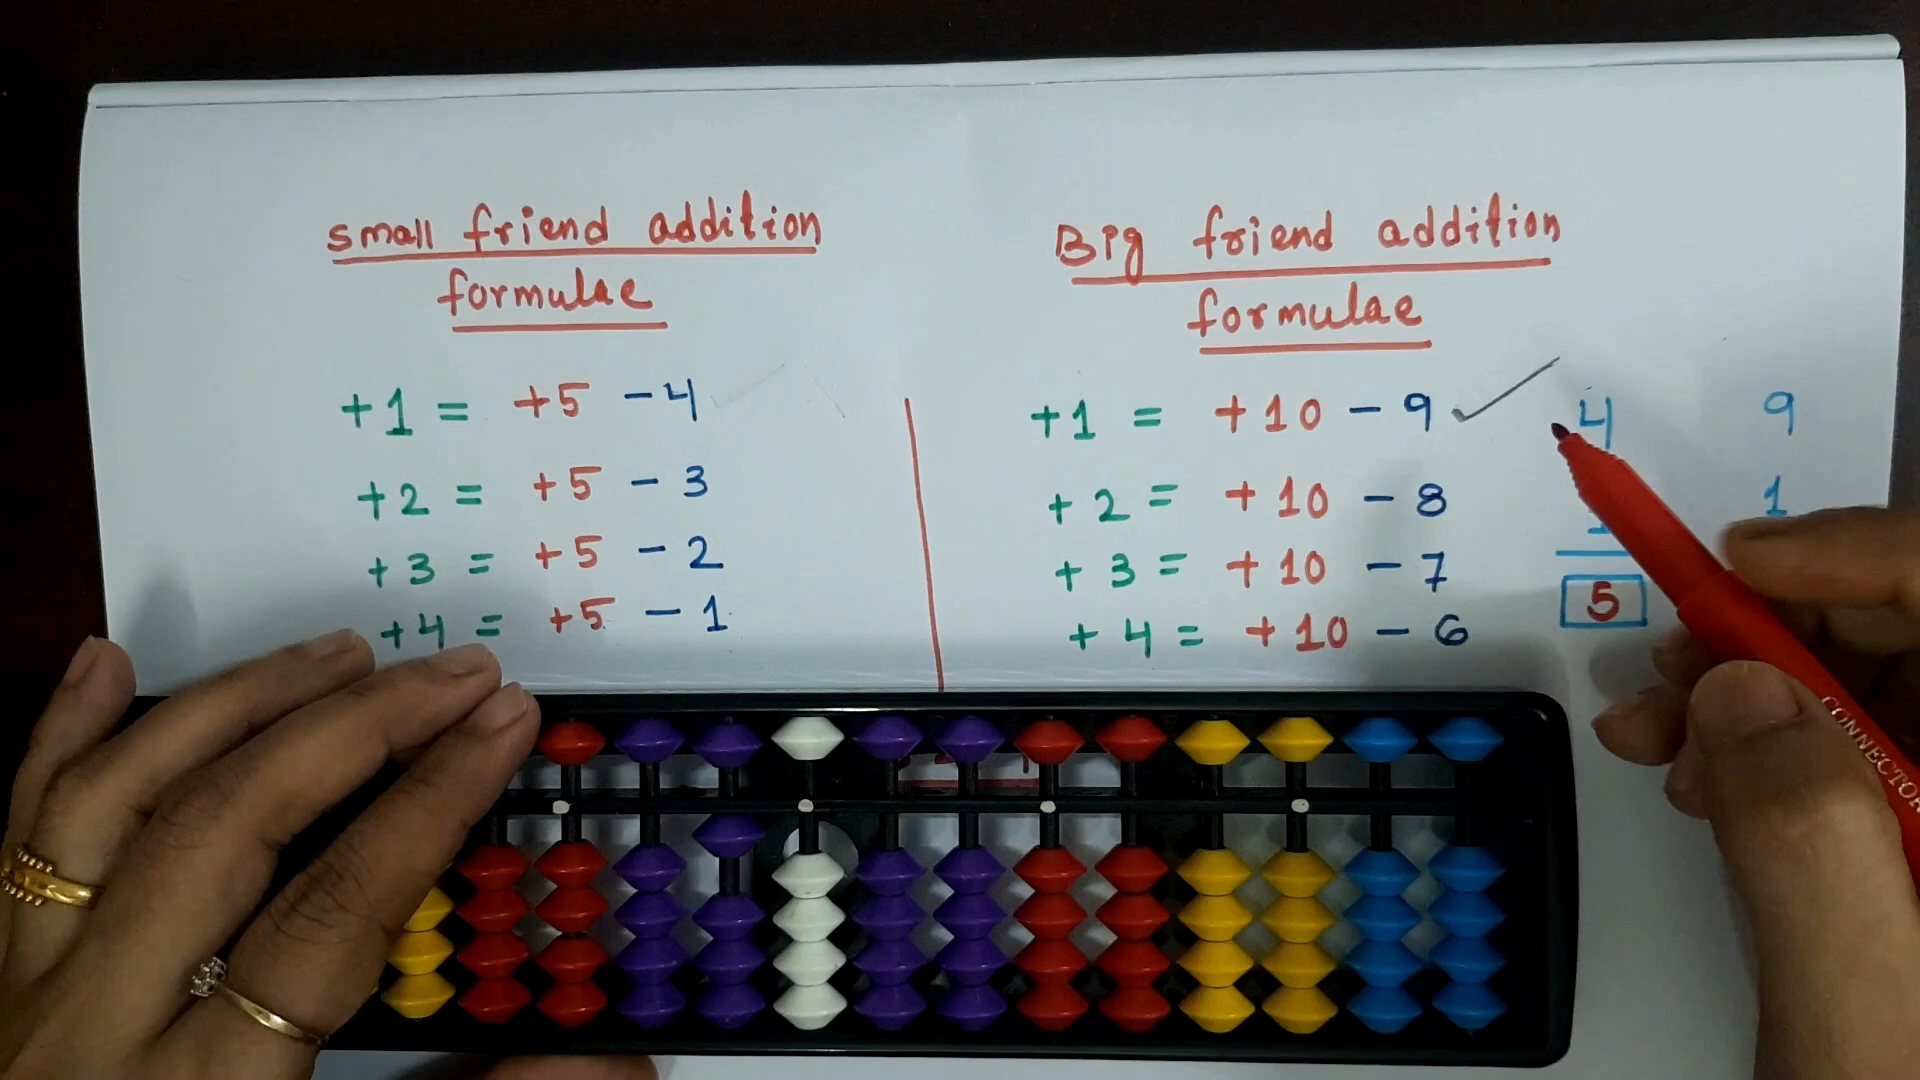 small friend addition
formulae
+1 = +5 - 4
+2 = +5 - 3
+3 = +5 - 2
+4 = +5 - 1
Big friend addition
formulae
+1 = +10 - 9 ✓
+2 = +10 - 8
+3 = +10 - 7
+4 = +10 - 6
4
5
9
1
CONNECTOR